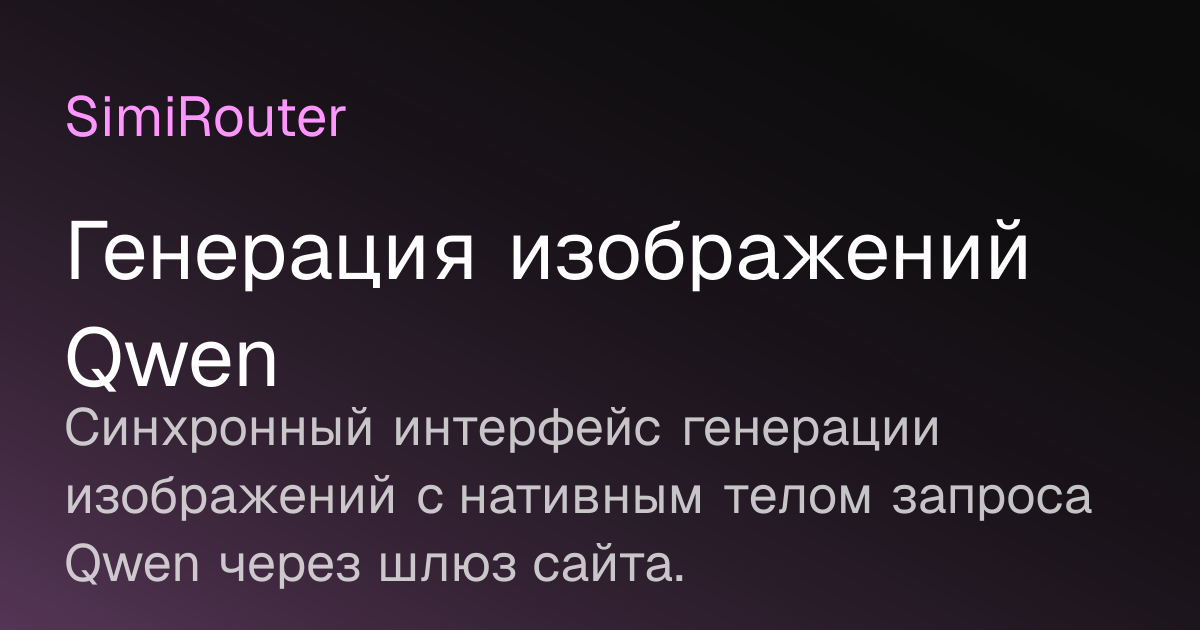 SimiRouter
Генерация изображений
Qwen
Синхронный интерфейс генерации
изображений с нативным телом запроса
Qwen через шлюз сайта.